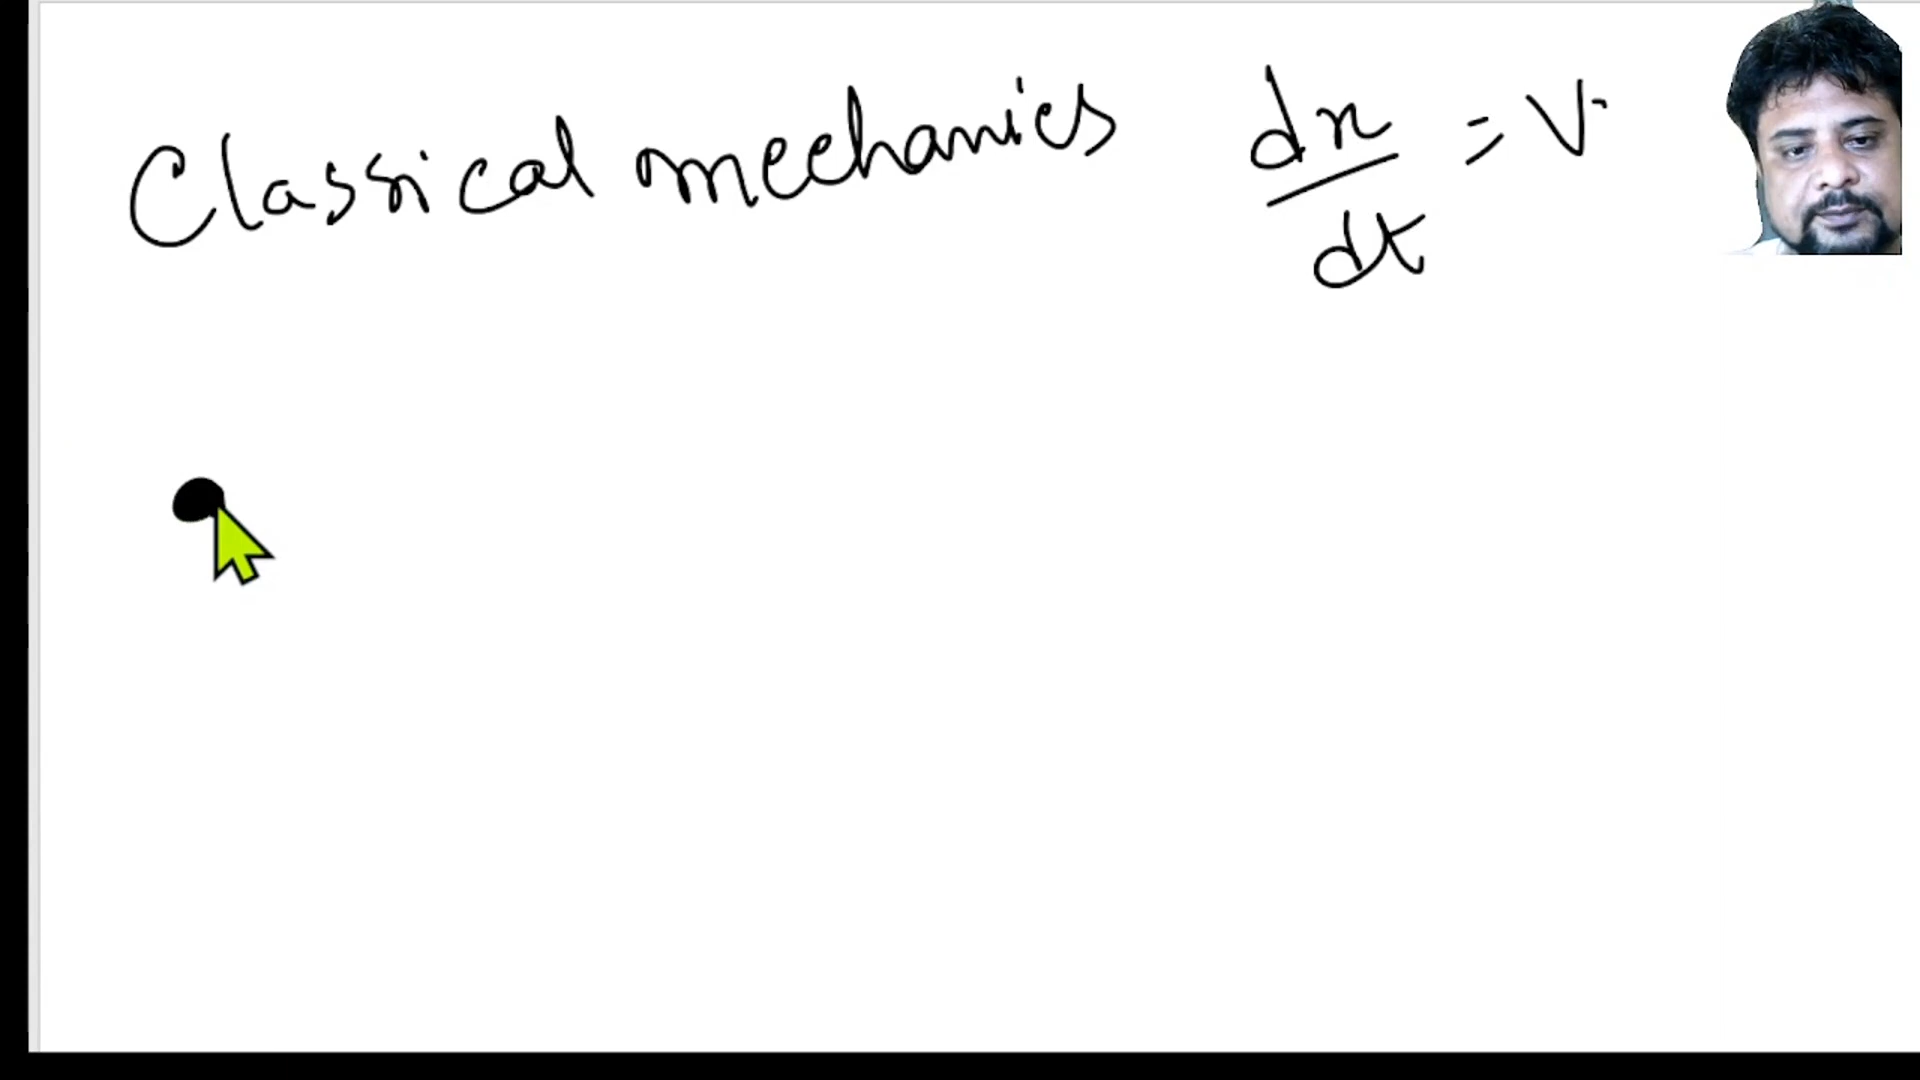 Classical mechanics dx/dt = V